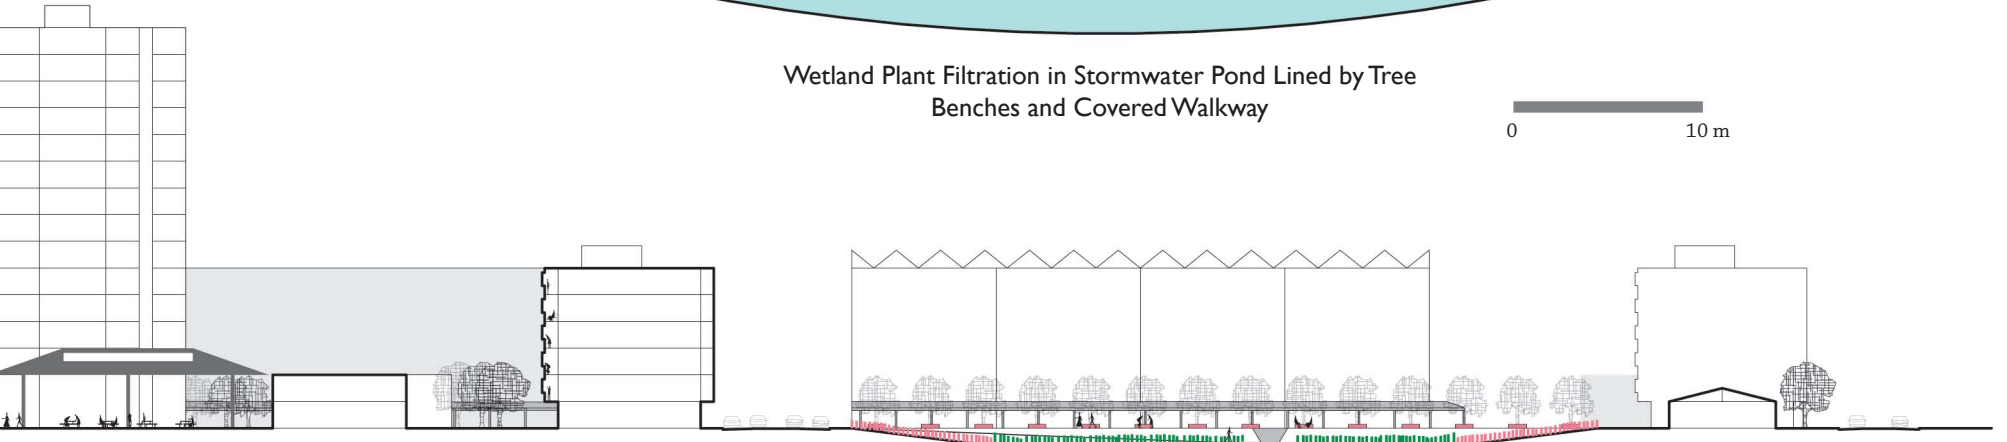 Wetland Plant Filtration in Stormwater Pond Lined by Tree
Benches and Covered Walkway
0 10 m